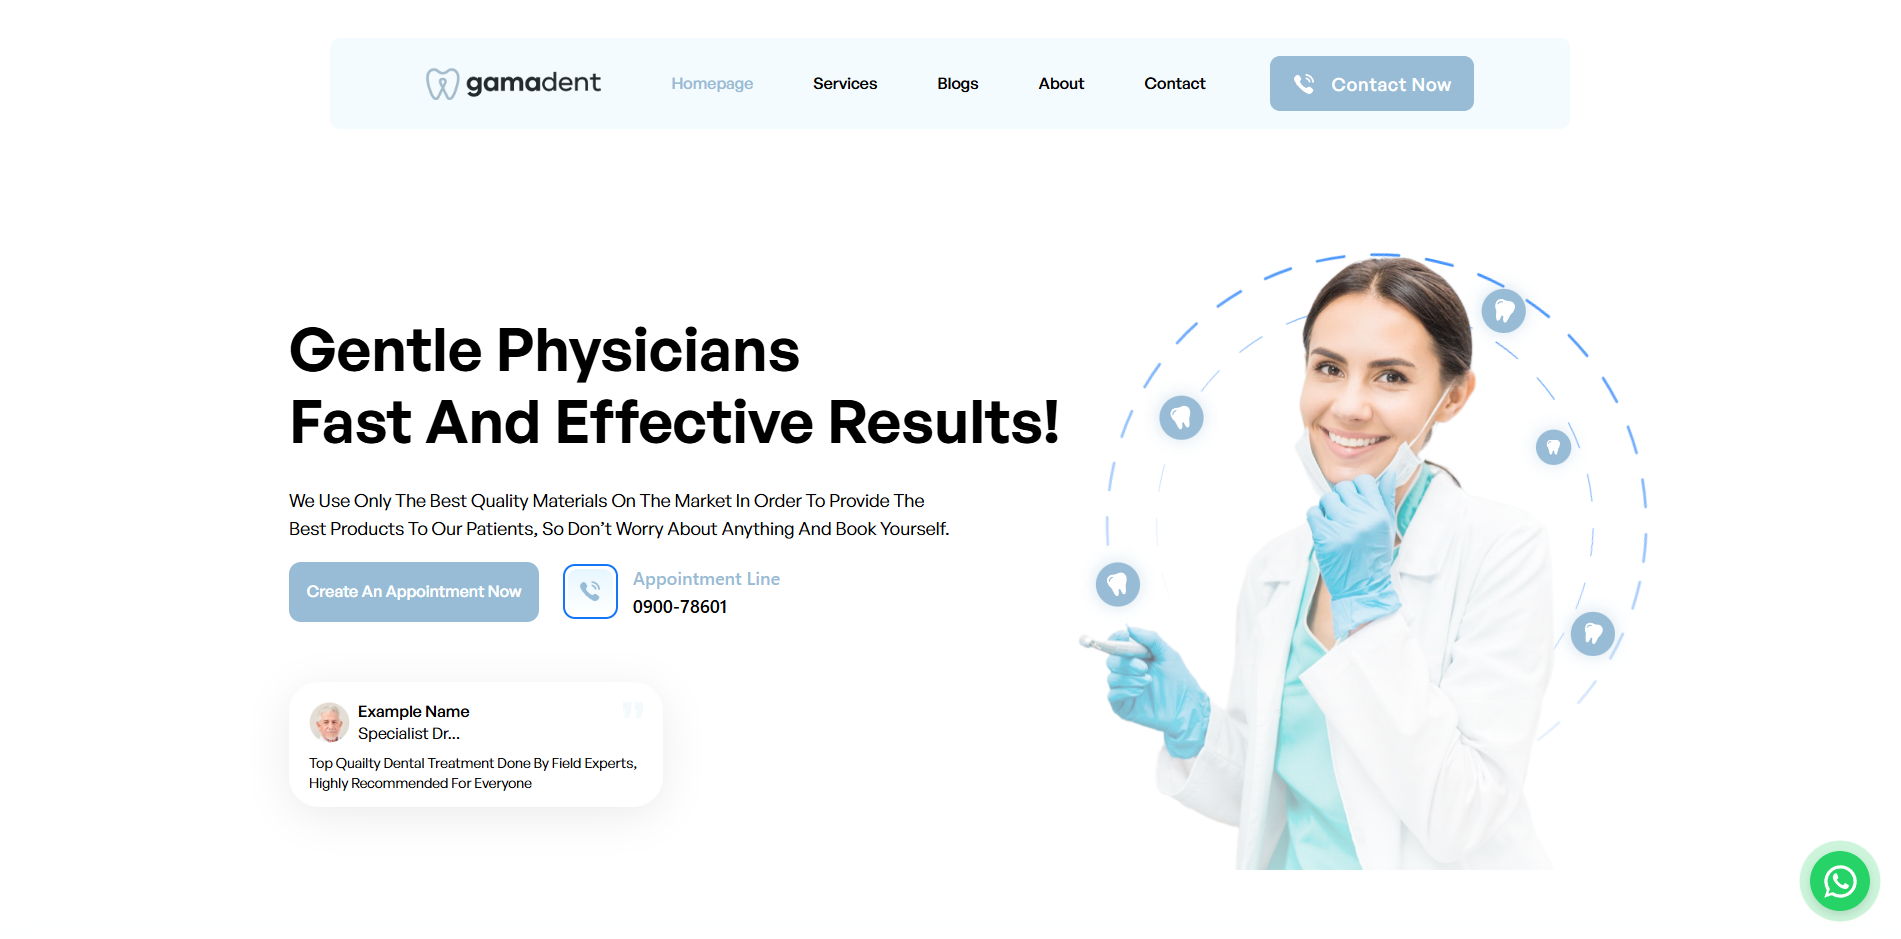 gamadent
Homepage
Services
Blogs
About
Contact
Contact Now
Gentle Physicians
Fast And Effective Results!
We Use Only The Best Quality Materials On The Market In Order To Provide The
Best Products To Our Patients, So Don’t Worry About Anything And Book Yourself.
Create An Appointment Now
Appointment Line
0900-78601
Example Name
Specialist Dr...
Top Quailty Dental Treatment Done By Field Experts,
Highly Recommended For Everyone